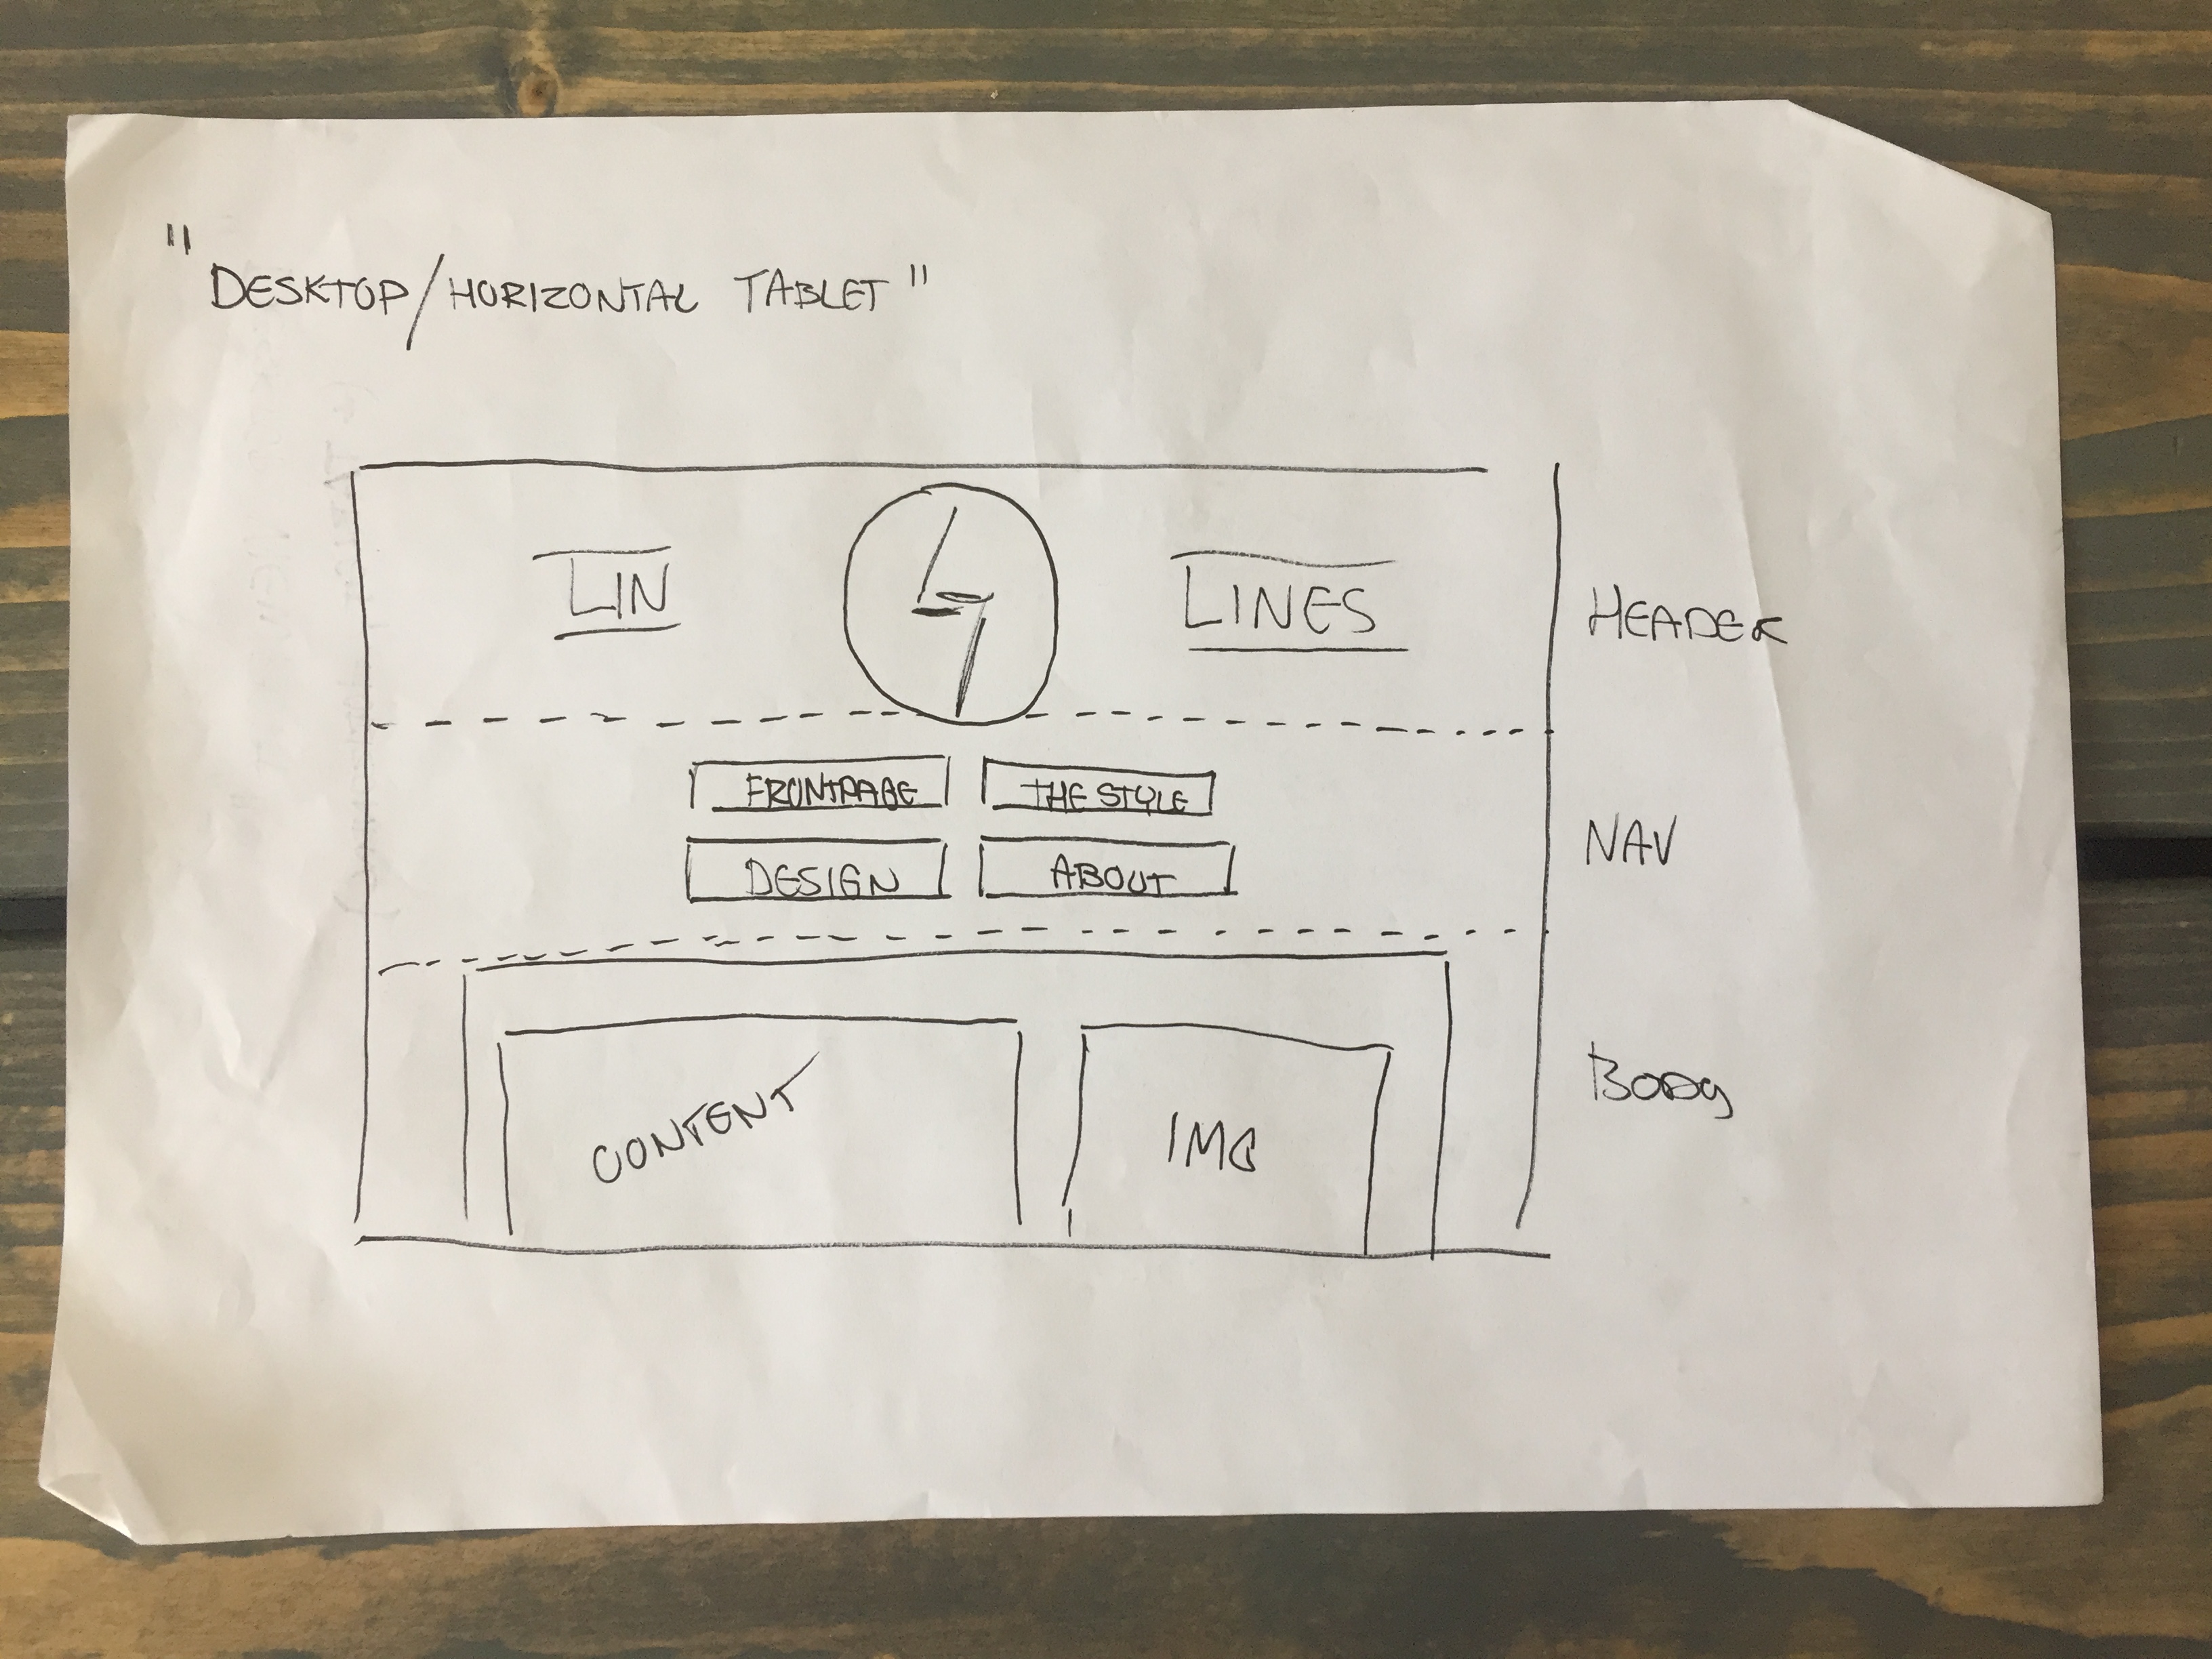 "DESKTOP/HORIZONTAL TABLET"
LIN LINES
HEADER
FRONTPAGE THE STYLE
DESIGN ABOUT
NAV
CONTENT IMG
BODY